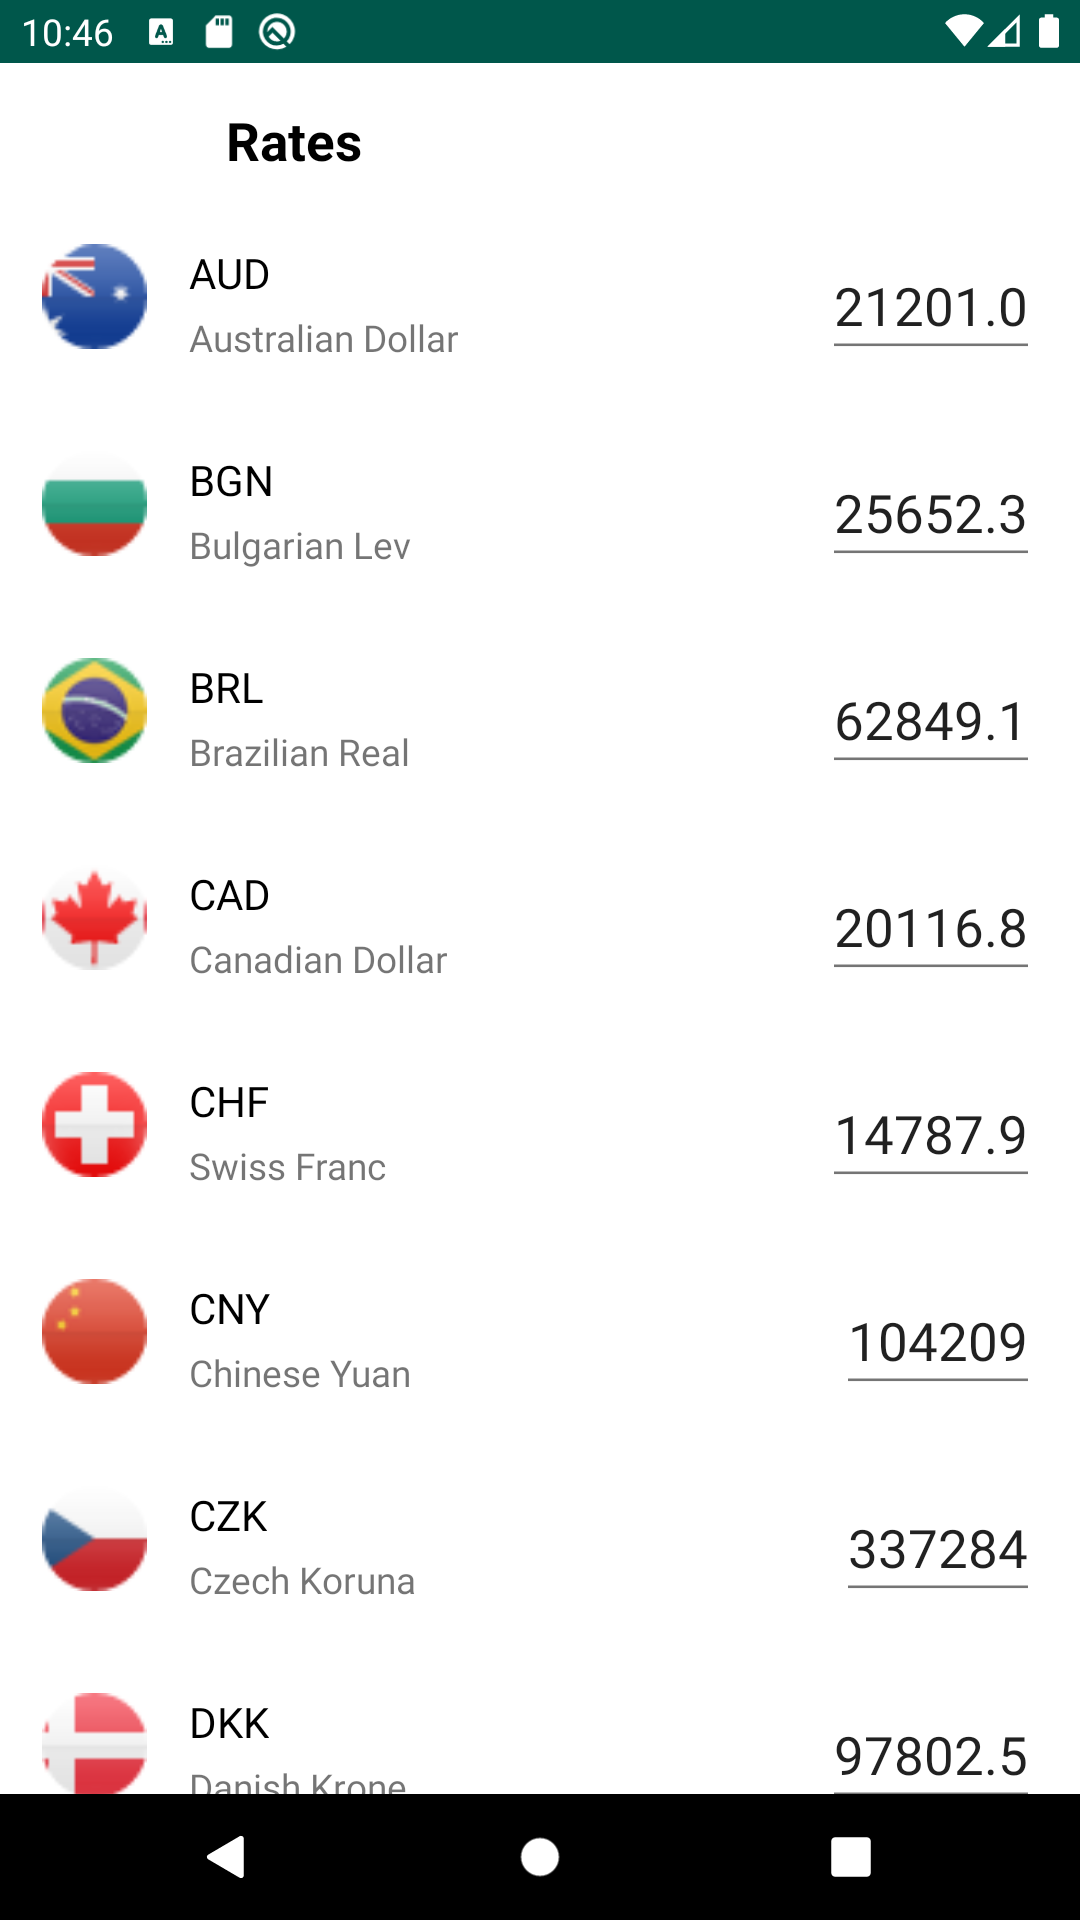 10:46
Rates
AUD
Australian Dollar
21201.0
BGN
Bulgarian Lev
25652.3
BRL
Brazilian Real
62849.1
CAD
Canadian Dollar
20116.8
CHF
Swiss Franc
14787.9
CNY
Chinese Yuan
104209
CZK
Czech Koruna
337284
DKK
Danish Krone
97802.5